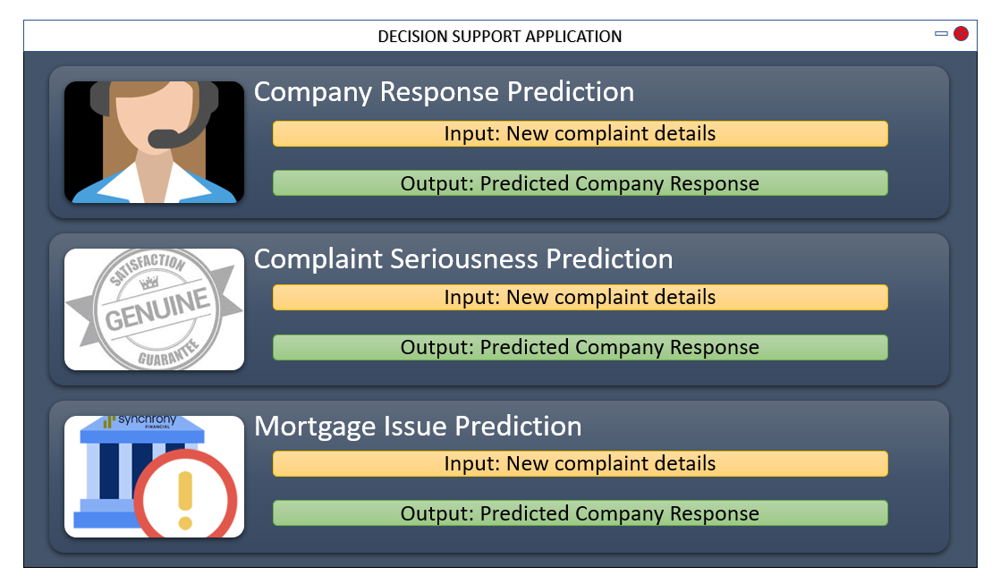 DECISION SUPPORT APPLICATION
Company Response Prediction
Input: New complaint details
Output: Predicted Company Response
SATISFACTION
GENUINE
GUARANTEE
Complaint Seriousness Prediction
Input: New complaint details
Output: Predicted Company Response
synchrony
FINANCIAL
Mortgage Issue Prediction
Input: New complaint details
Output: Predicted Company Response